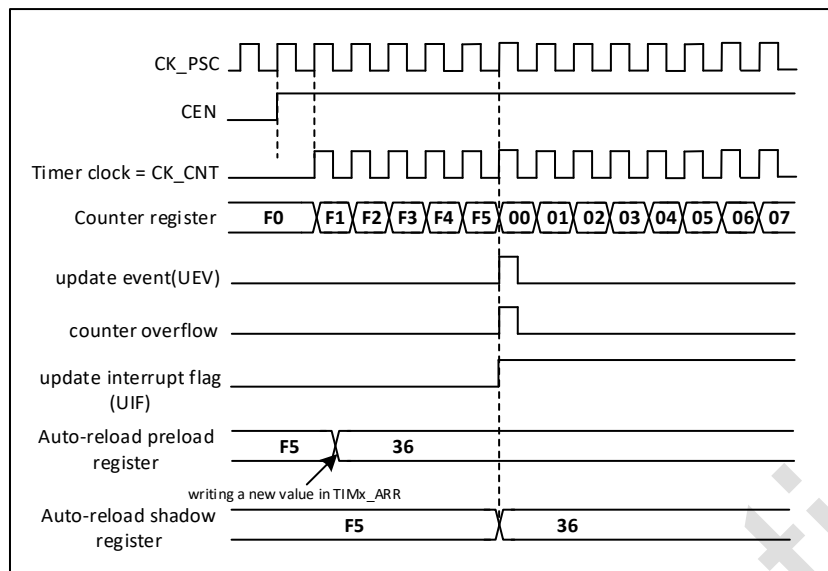 CK_PSC
CEN
Timer clock = CK_CNT
Counter register F0 F1 F2 F3 F4 F5 00 01 02 03 04 05 06 07
update event(UEV)
counter overflow
update interrupt flag
(UIF)
Auto-reload preload
register
F5 36
writing a new value in TIMx_ARR
Auto-reload shadow
register
F5 36